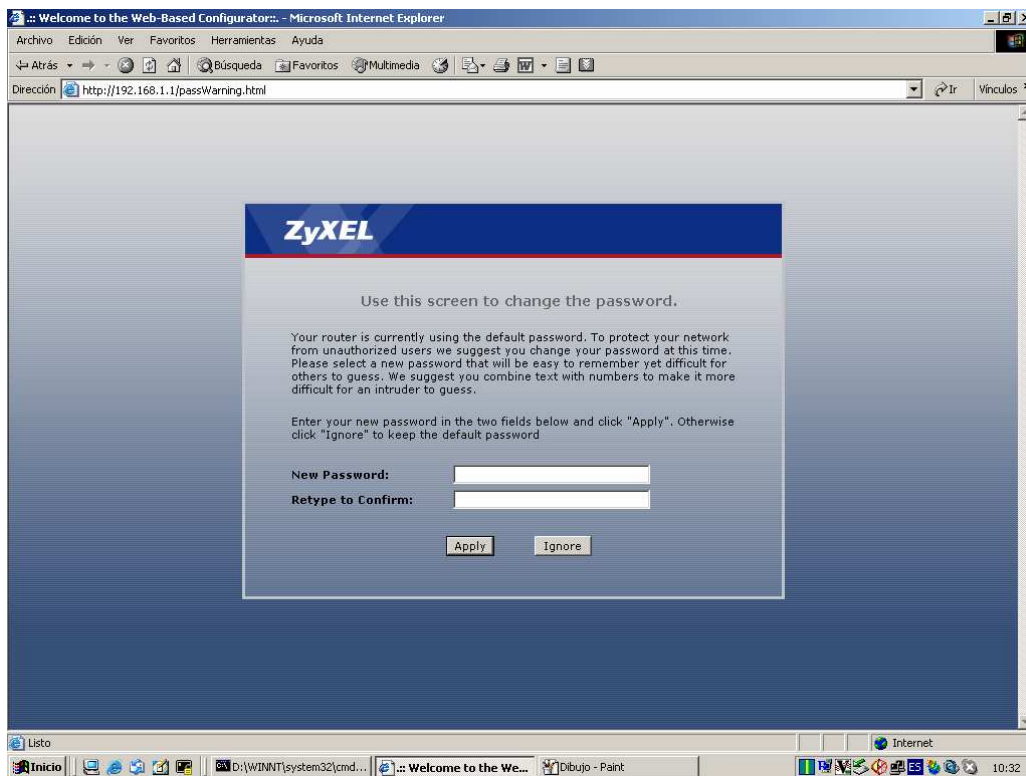 .:: Welcome to the Web-Based Configurator::. - Microsoft Internet Explorer
Archivo Edición Ver Favoritos Herramientas Ayuda
Atrás Búsqueda Favoritos Multimedia
Dirección http://192.168.1.1/passWarning.html Ir Vínculos
ZyXEL
Use this screen to change the password.
Your router is currently using the default password. To protect your network
from unauthorized users we suggest you change your password at this time.
Please select a new password that will be easy to remember yet difficult for
others to guess. We suggest you combine text with numbers to make it more
difficult for an intruder to guess.
Enter your new password in the two fields below and click "Apply". Otherwise
click "Ignore" to keep the default password
New Password:
Retype to Confirm:
Apply Ignore
Listo Internet
Inicio D:\WINNT\system32\cmd... .:: Welcome to the We... Dibujo - Paint ES 10:32